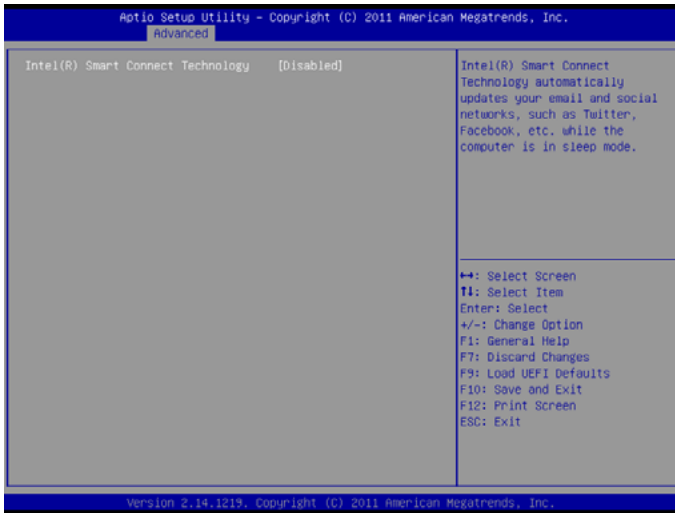 Aptio Setup Utility – Copyright (C) 2011 American Megatrends, Inc.
Advanced
Intel(R) Smart Connect Technology [Disabled]
Intel(R) Smart Connect
Technology automatically
updates your email and social
networks, such as Twitter,
Facebook, etc. while the
computer is in sleep mode.
↔: Select Screen
↑↓: Select Item
Enter: Select
+/-: Change Option
F1: General Help
F7: Discard Changes
F9: Load UEFI Defaults
F10: Save and Exit
F12: Print Screen
ESC: Exit
Version 2.14.1219. Copyright (C) 2011 American Megatrends, Inc.